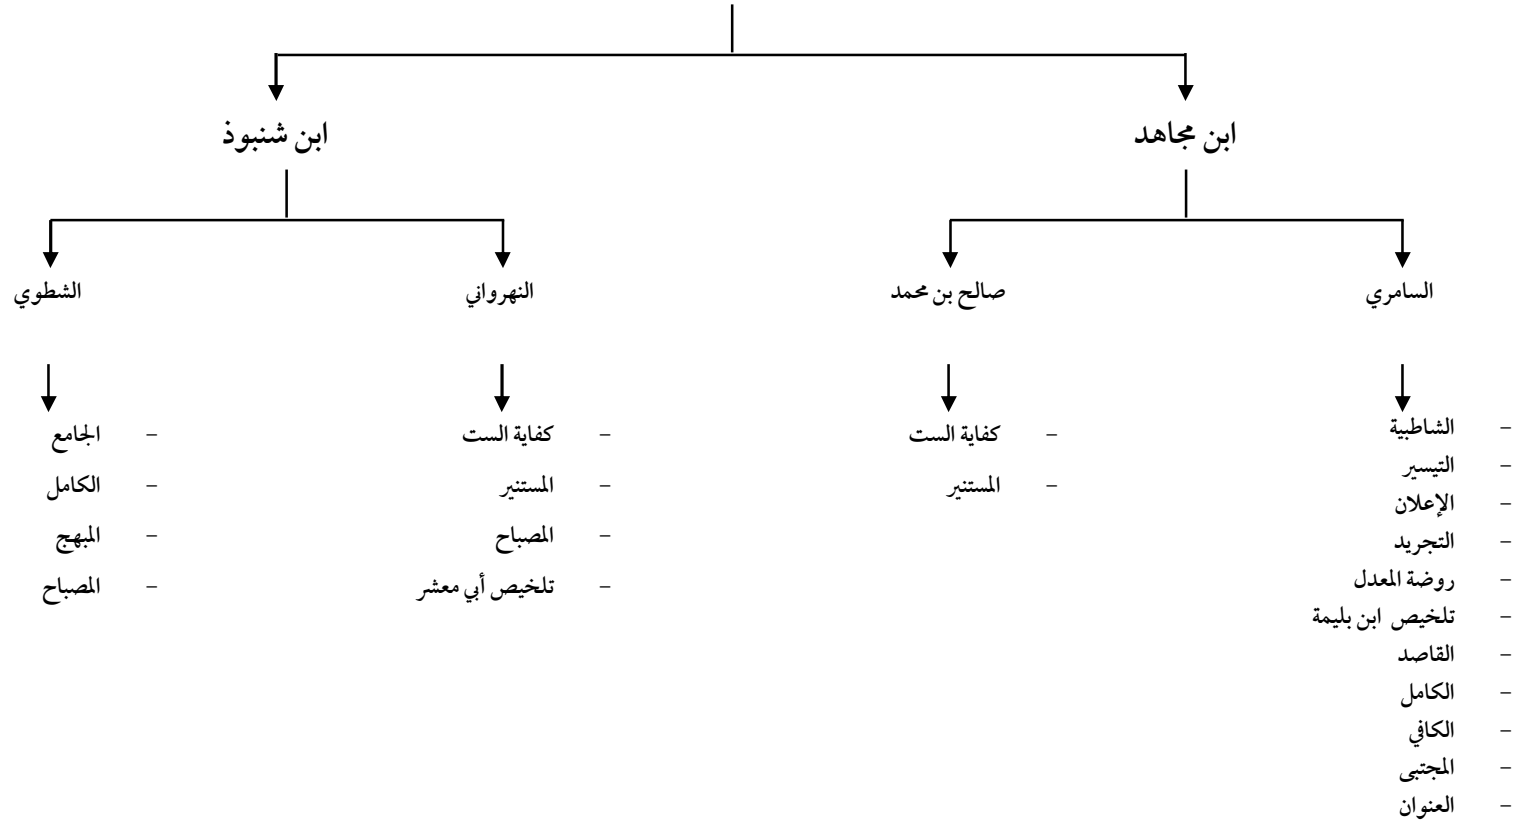 ابن مجاهد
ابن شنبوذ
السامري
صالح بن محمد
النهرواني
الشطوي
- الشاطبية
- التيسير
- الإعلان
- التجريد
- روضة المعدل
- تلخيص ابن بليمة
- القاصد
- الكامل
- الكافي
- المجتبى
- العنوان
- كفاية الست
- المستنير
- كفاية الست
- المستنير
- المصباح
- تلخيص أبي معشر
- الجامع
- الكامل
- المبهج
- المصباح